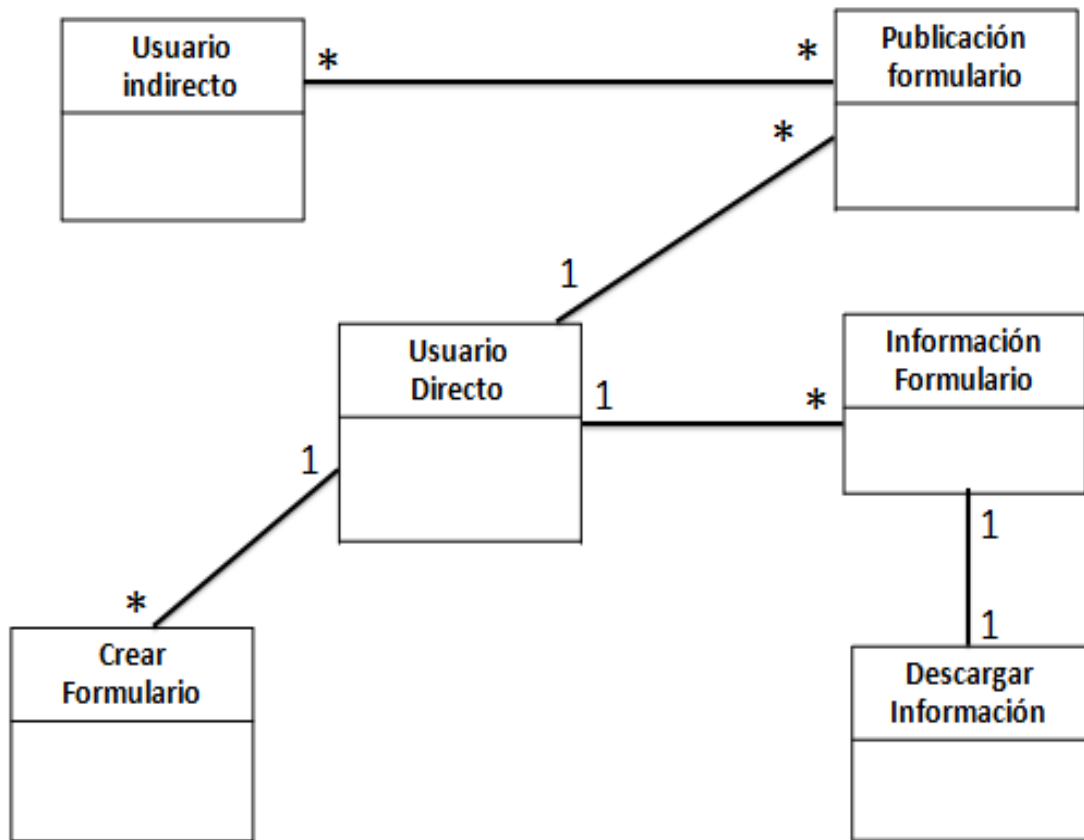 Usuario
indirecto
*
*
Publicación
formulario
*
1
Usuario
Directo
1
*
Información
Formulario
1
*
1
1
Crear
Formulario
Descargar
Información